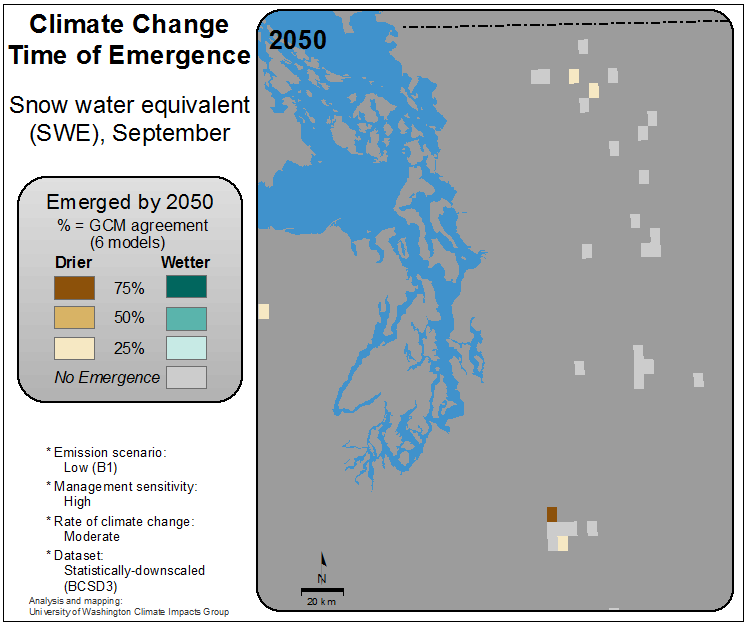 Climate Change
Time of Emergence
Snow water equivalent
(SWE), September
Emerged by 2050
% = GCM agreement
(6 models)
Drier
Wetter
75%
50%
25%
No Emergence
* Emission scenario:
Low (B1)
* Management sensitivity:
High
* Rate of climate change:
Moderate
* Dataset:
Statistically-downscaled
(BCSD3)
Analysis and mapping:
University of Washington Climate Impacts Group
2050
N
20 km